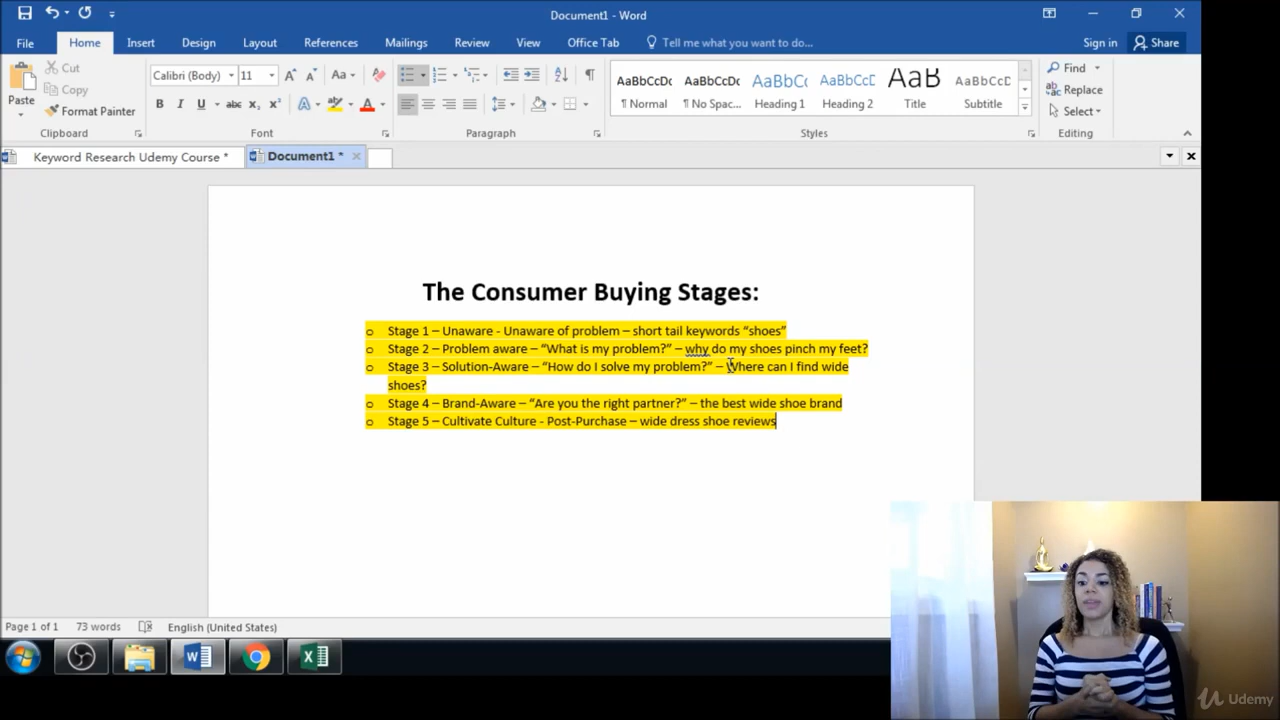 Document1 - Word
File Home Insert Design Layout References Mailings Review View Office Tab Tell me what you want to do... Sign in Share
Cut
Copy
Format Painter
Paste
Calibri (Body) 11
Clipboard Font Paragraph Styles Editing
AaBbCcDc AaBbCcDc AaBbC AaBbCcD AaB AaBbCcD
¶ Normal ¶ No Spac... Heading 1 Heading 2 Title Subtitle
Find
Replace
Select
Keyword Research Udemy Course * Document1 *
The Consumer Buying Stages:
o Stage 1 – Unaware - Unaware of problem – short tail keywords “shoes”
o Stage 2 – Problem aware – “What is my problem?” – why do my shoes pinch my feet?
o Stage 3 – Solution-Aware – “How do I solve my problem?” – Where can I find wide
shoes?
o Stage 4 – Brand-Aware – “Are you the right partner?” – the best wide shoe brand
o Stage 5 – Cultivate Culture - Post-Purchase – wide dress shoe reviews
Page 1 of 1 73 words English (United States)
Udemy